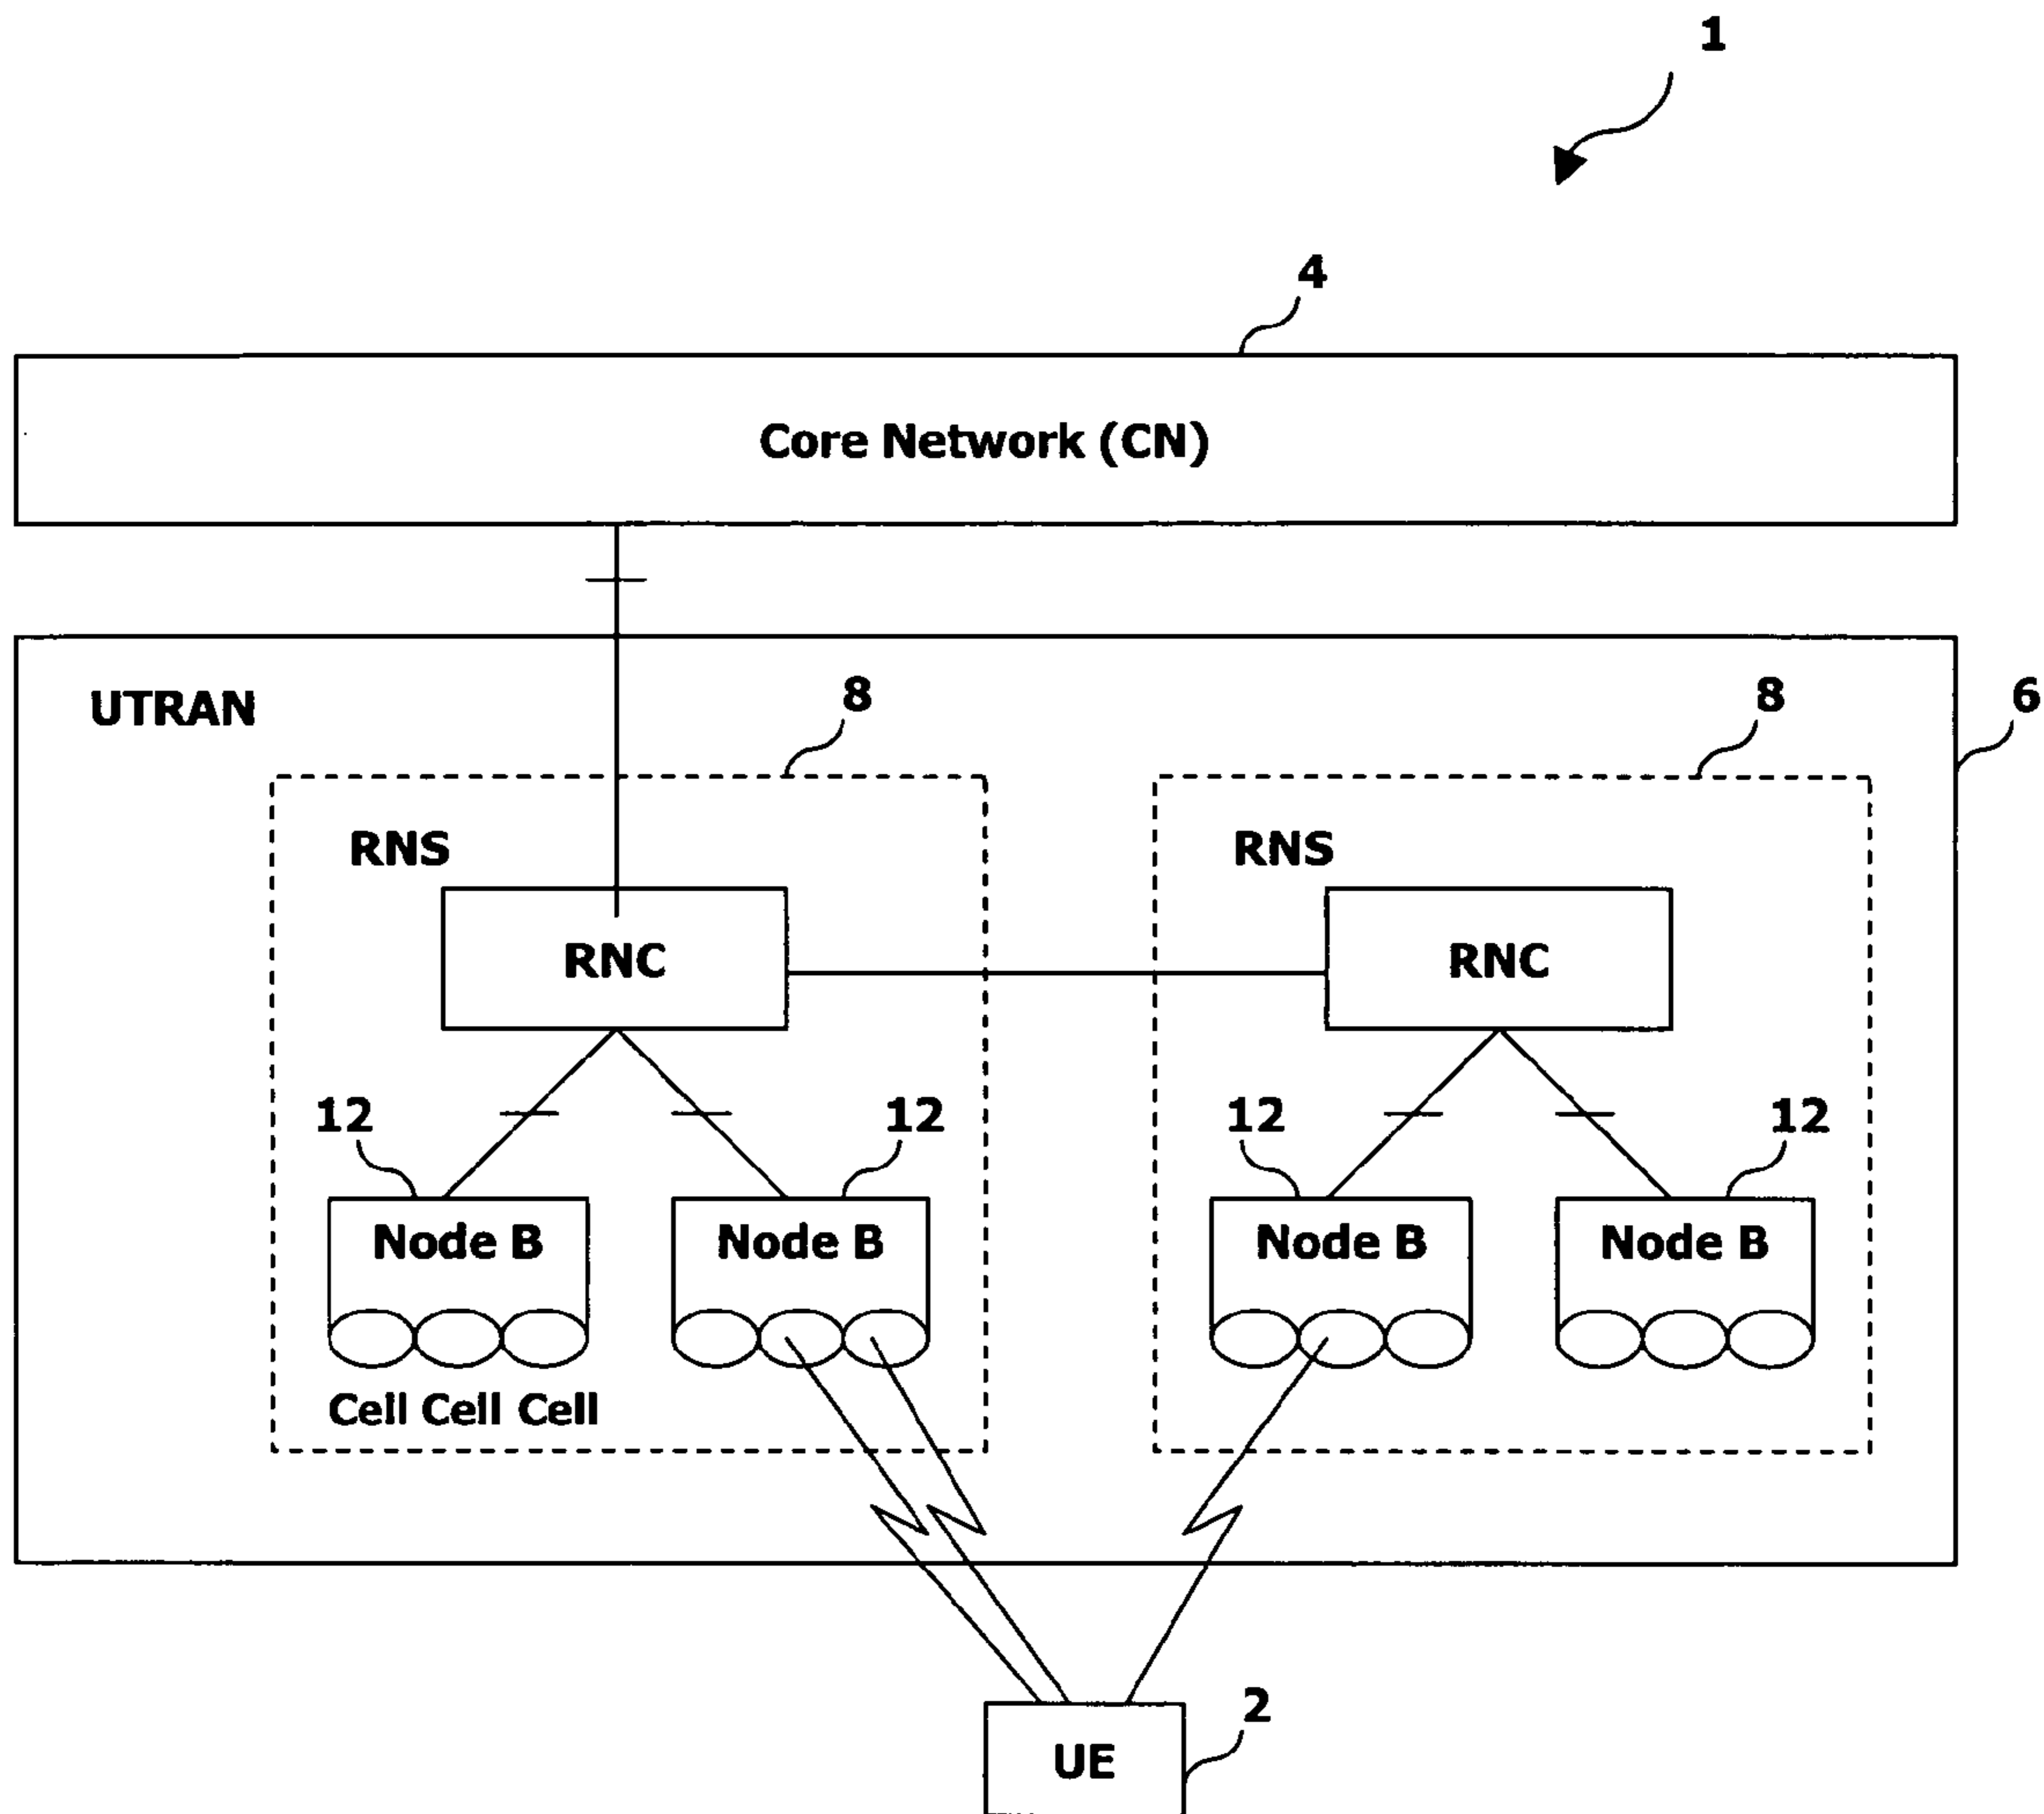 1
4
Core Network (CN)
UTRAN
8
8
6
RNS
RNS
RNC
RNC
12
12
12
12
Node B
Node B
Node B
Node B
Cell Cell Cell
2
UE